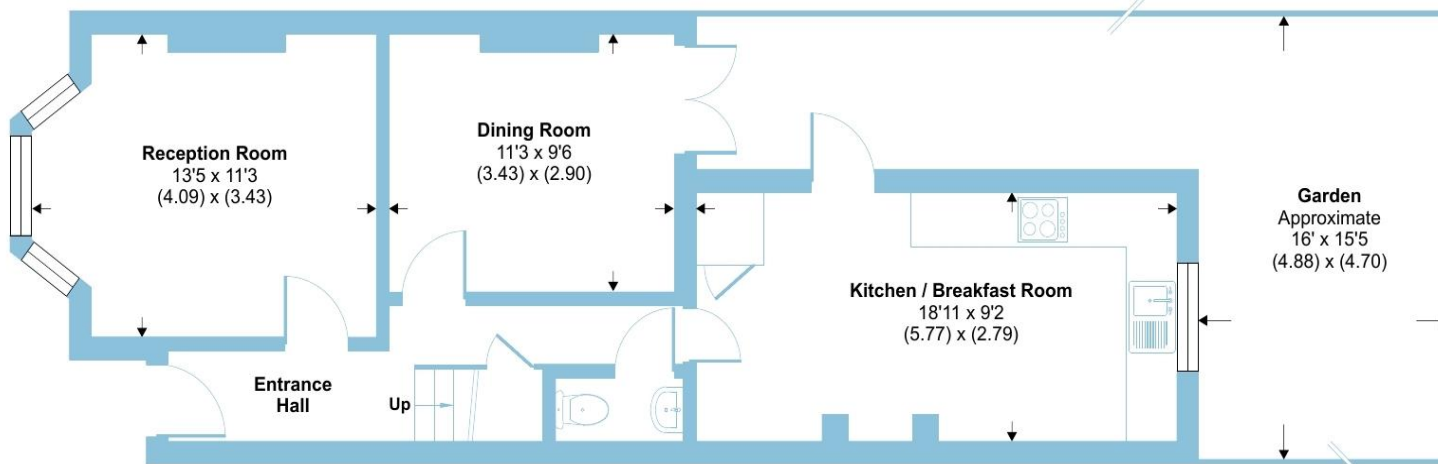 Reception Room
13'5 x 11'3
(4.09) x (3.43)
Dining Room
11'3 x 9'6
(3.43) x (2.90)
Kitchen / Breakfast Room
18'11 x 9'2
(5.77) x (2.79)
Garden
Approximate
16' x 15'5
(4.88) x (4.70)
Entrance
Hall
Up